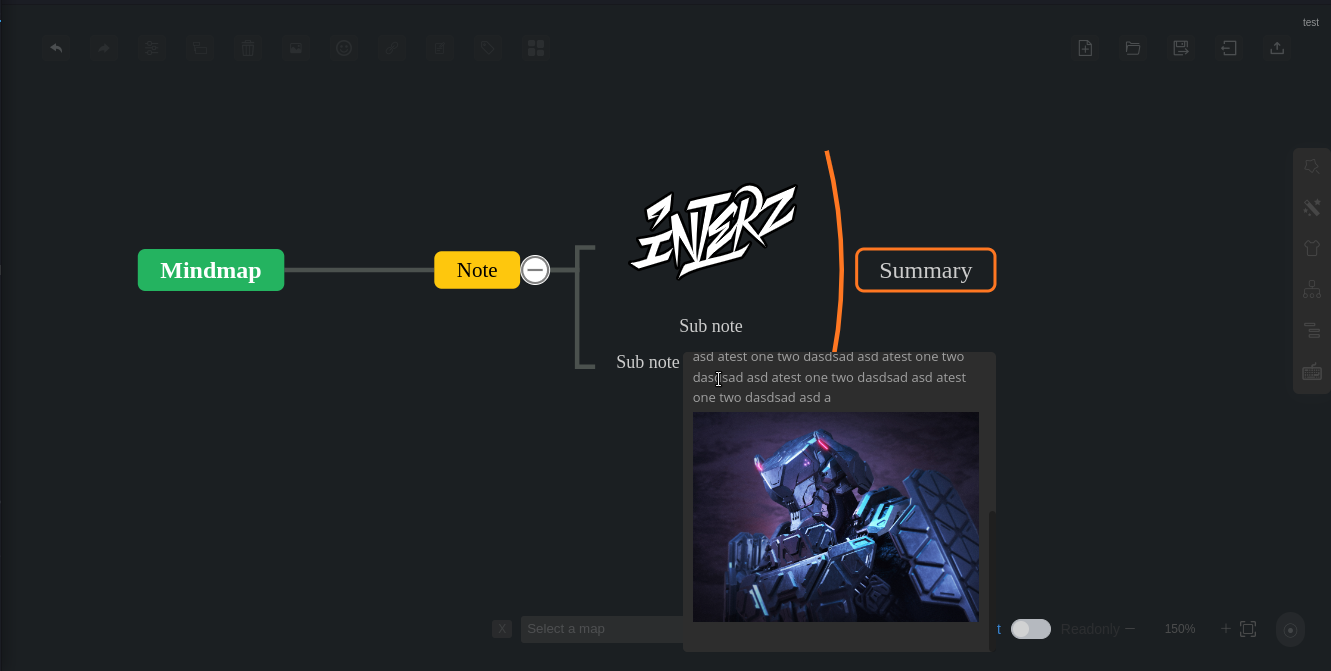 test
INTERZ
Mindmap
Note
Summary
Sub note
Sub note
asd atest one two dasdsad asd atest one two
dasdsad asd atest one two dasdsad asd atest
one two dasdsad asd a
X
Select a map
t
Readonly
150%